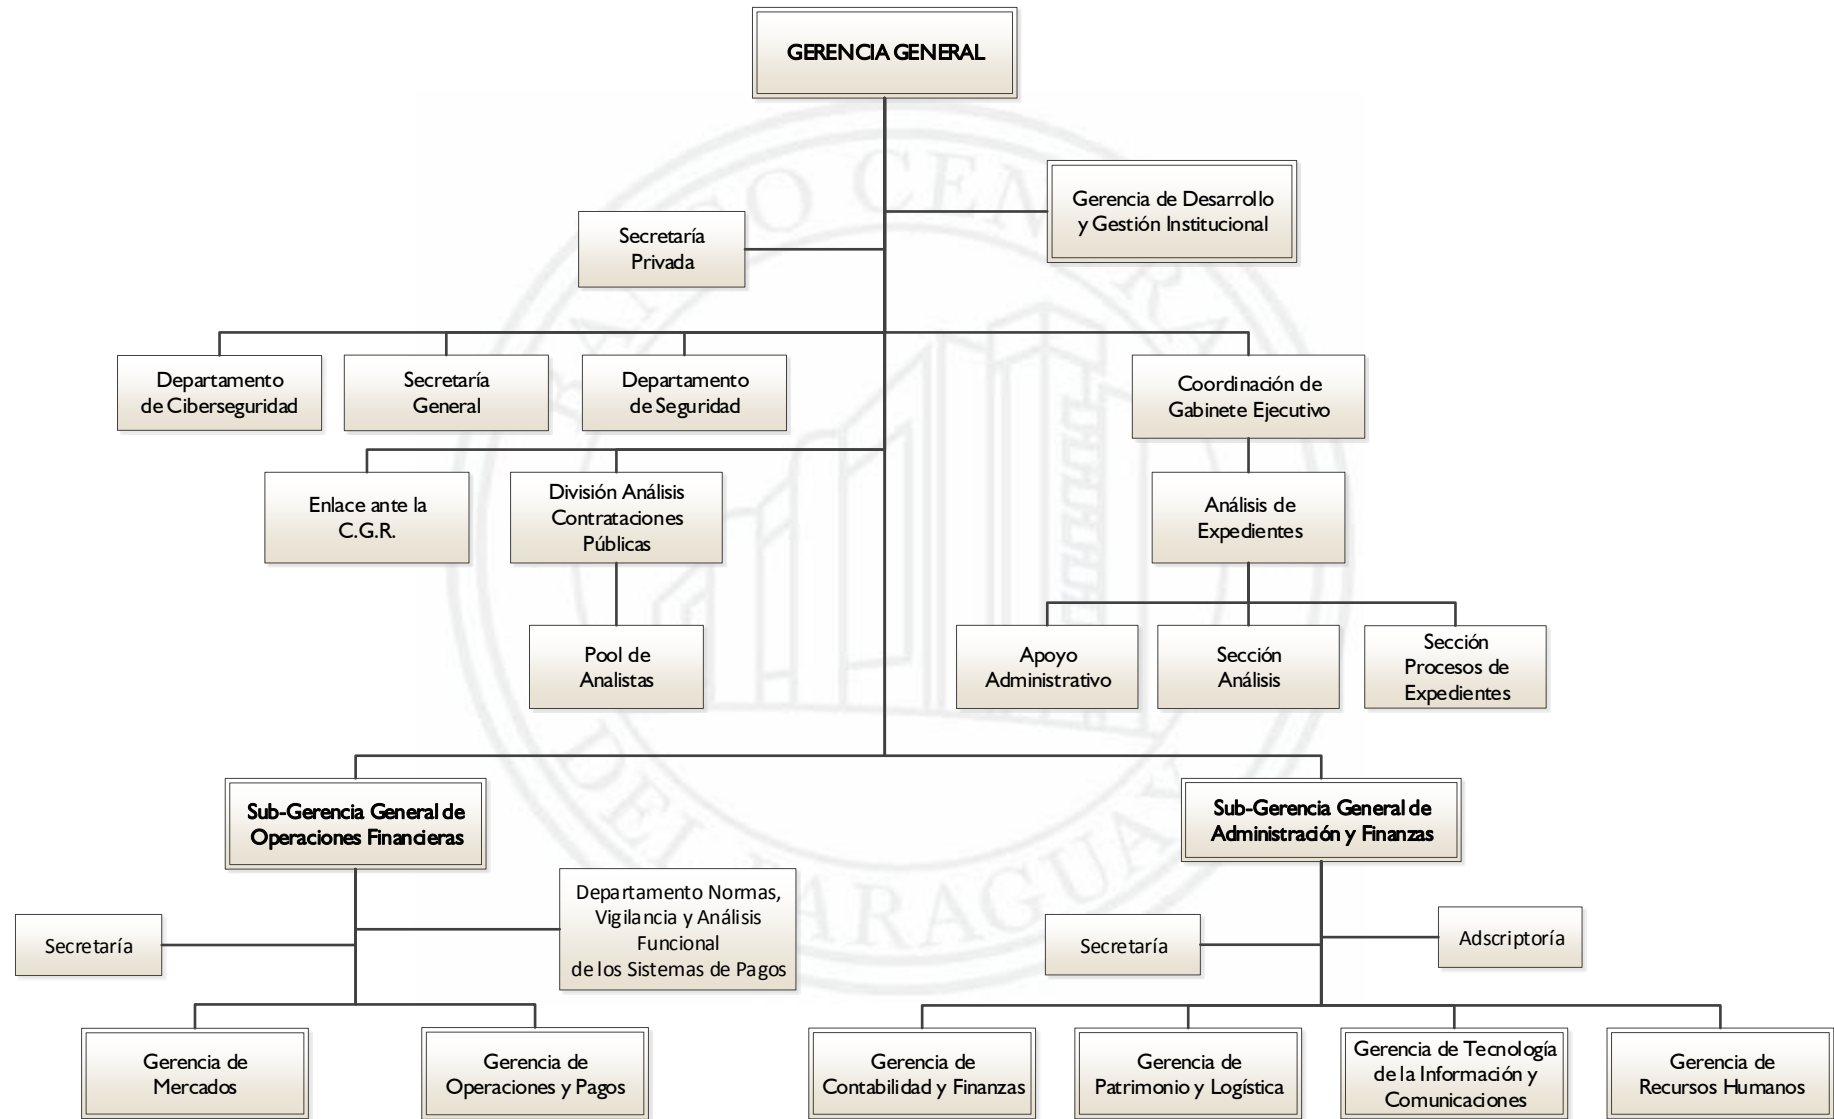 GERENCIA GENERAL
Gerencia de Desarrollo
y Gestión Institucional
Secretaría
Privada
Departamento
de Ciberseguridad
Secretaría
General
Departamento
de Seguridad
Coordinación de
Gabinete Ejecutivo
Enlace ante la
C.G.R.
División Análisis
Contrataciones
Públicas
Análisis de
Expedientes
Pool de
Analistas
Apoyo
Administrativo
Sección
Análisis
Sección
Procesos de
Expedientes
Sub-Gerencia General de
Operaciones Financieras
Sub-Gerencia General de
Administración y Finanzas
Secretaría
Departamento Normas,
Vigilancia y Análisis
Funcional
de los Sistemas de Pagos
Secretaría
Adscriptoría
Gerencia de
Mercados
Gerencia de
Operaciones y Pagos
Gerencia de
Contabilidad y Finanzas
Gerencia de
Patrimonio y Logística
Gerencia de Tecnología
de la Información y
Comunicaciones
Gerencia de
Recursos Humanos
BANCO CENTRAL
DEL PARAGUAY